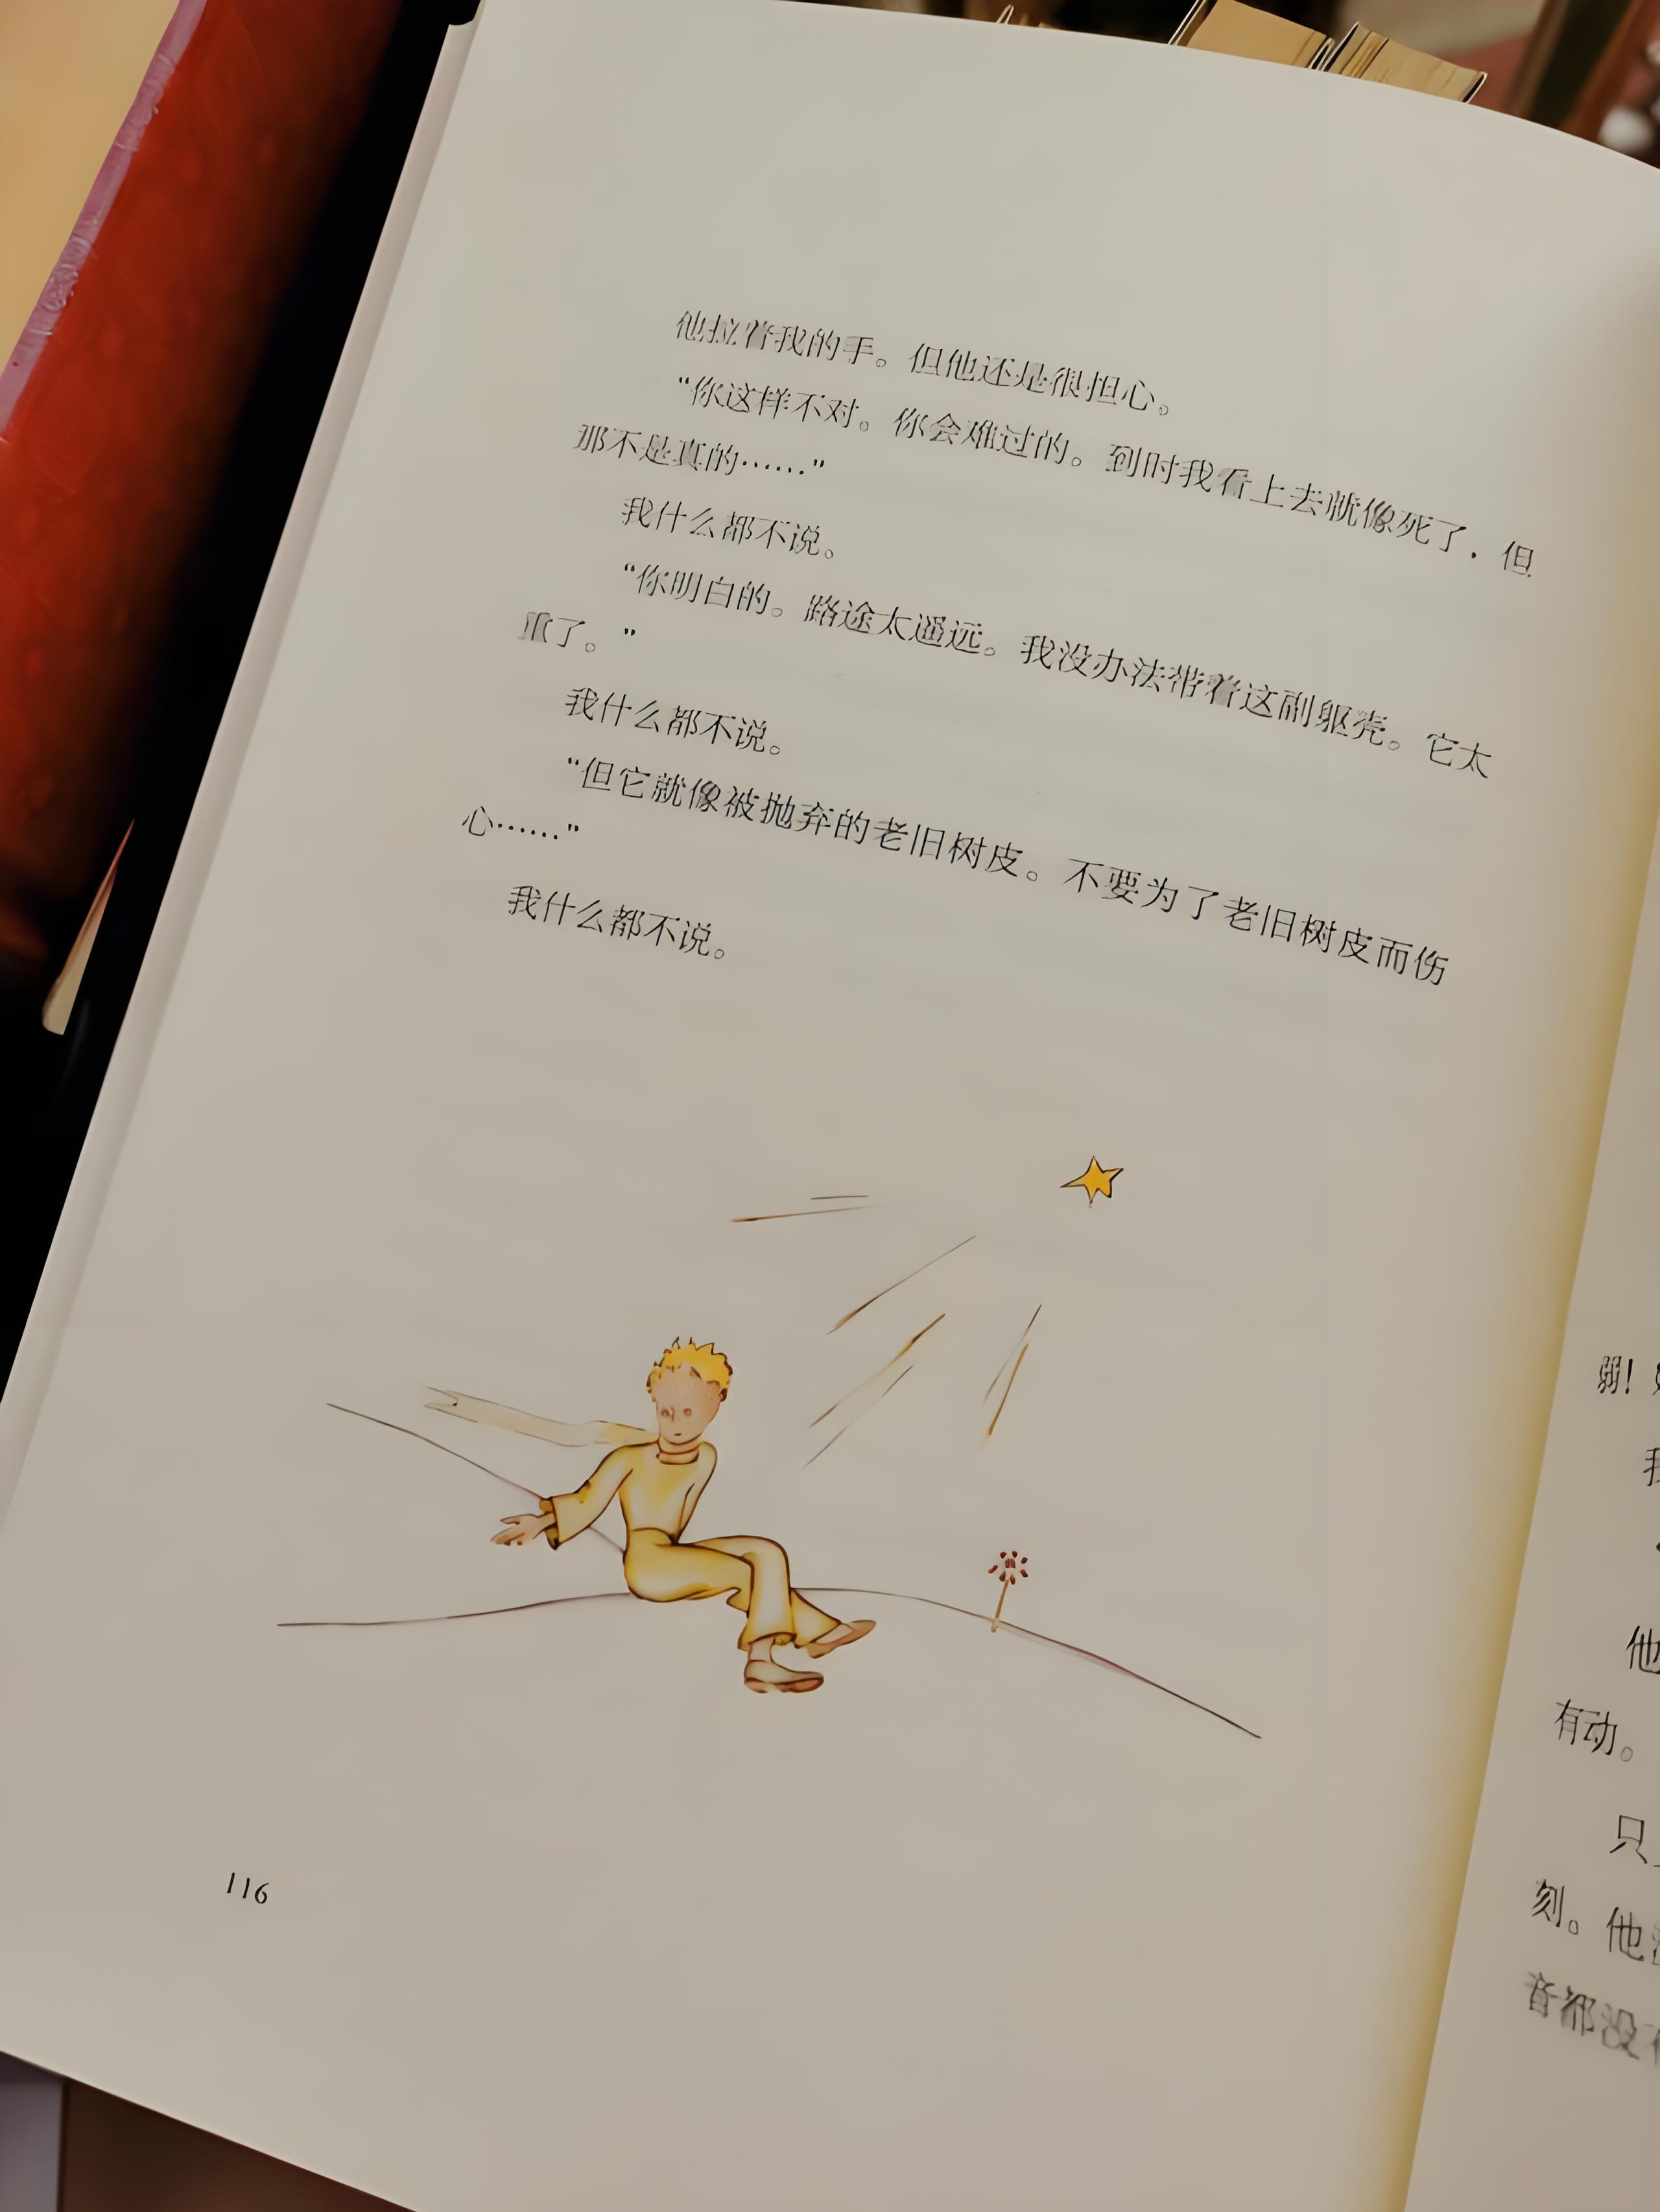 他拉着我的手。但他还是很担心。
“你这样不对。你会难过的。到时我看上去就像死了，但
那不是真的……”
我什么都不说。
“你明白的。路途太遥远。我没办法带着这副躯壳。它太
重了。”
我什么都不说。
“但它就像被抛弃的老旧树皮。不要为了老旧树皮而伤
心……”
我什么都不说。
116
弱！
我
他
有动。
只
刻。他
音都没